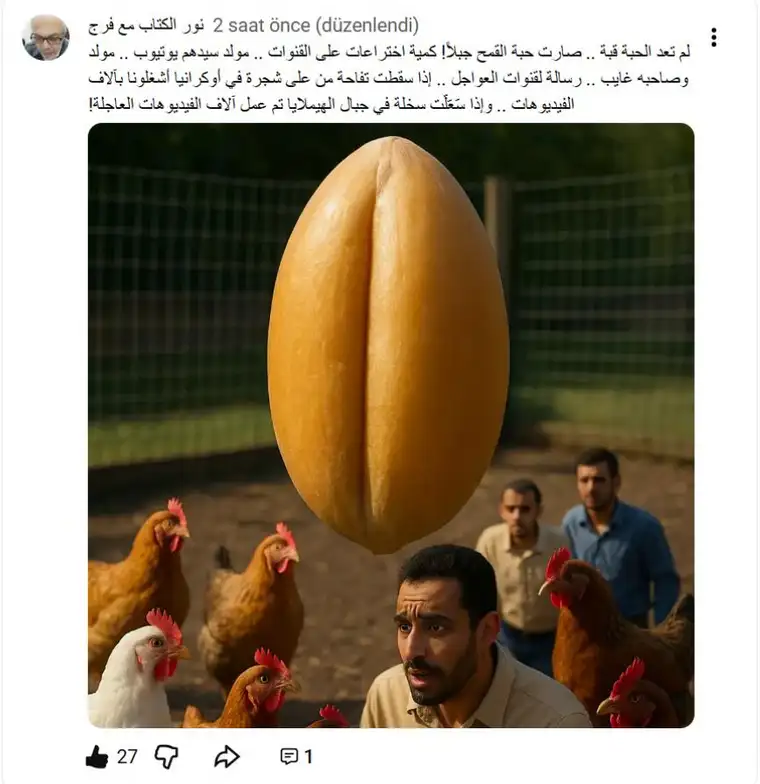 نور الكتاب مع فرج 2 saat önce (düzenlendi)
لم تعد الحبة قبة .. صارت حبة القمح جبلاً! كمية اختراعات على القنوات .. مولد سيدهم يوتيوب .. مولد
وصاحبه غايب .. رسالة لقنوات العواجل .. إذا سقطت تفاحة من على شجرة في أوكرانيا أشغلونا بآلاف
الفيديوهات .. وإذا سَعَلَت سخلة في جبال الهيملايا تم عمل آلاف الفيديوهات العاجلة!
27 1